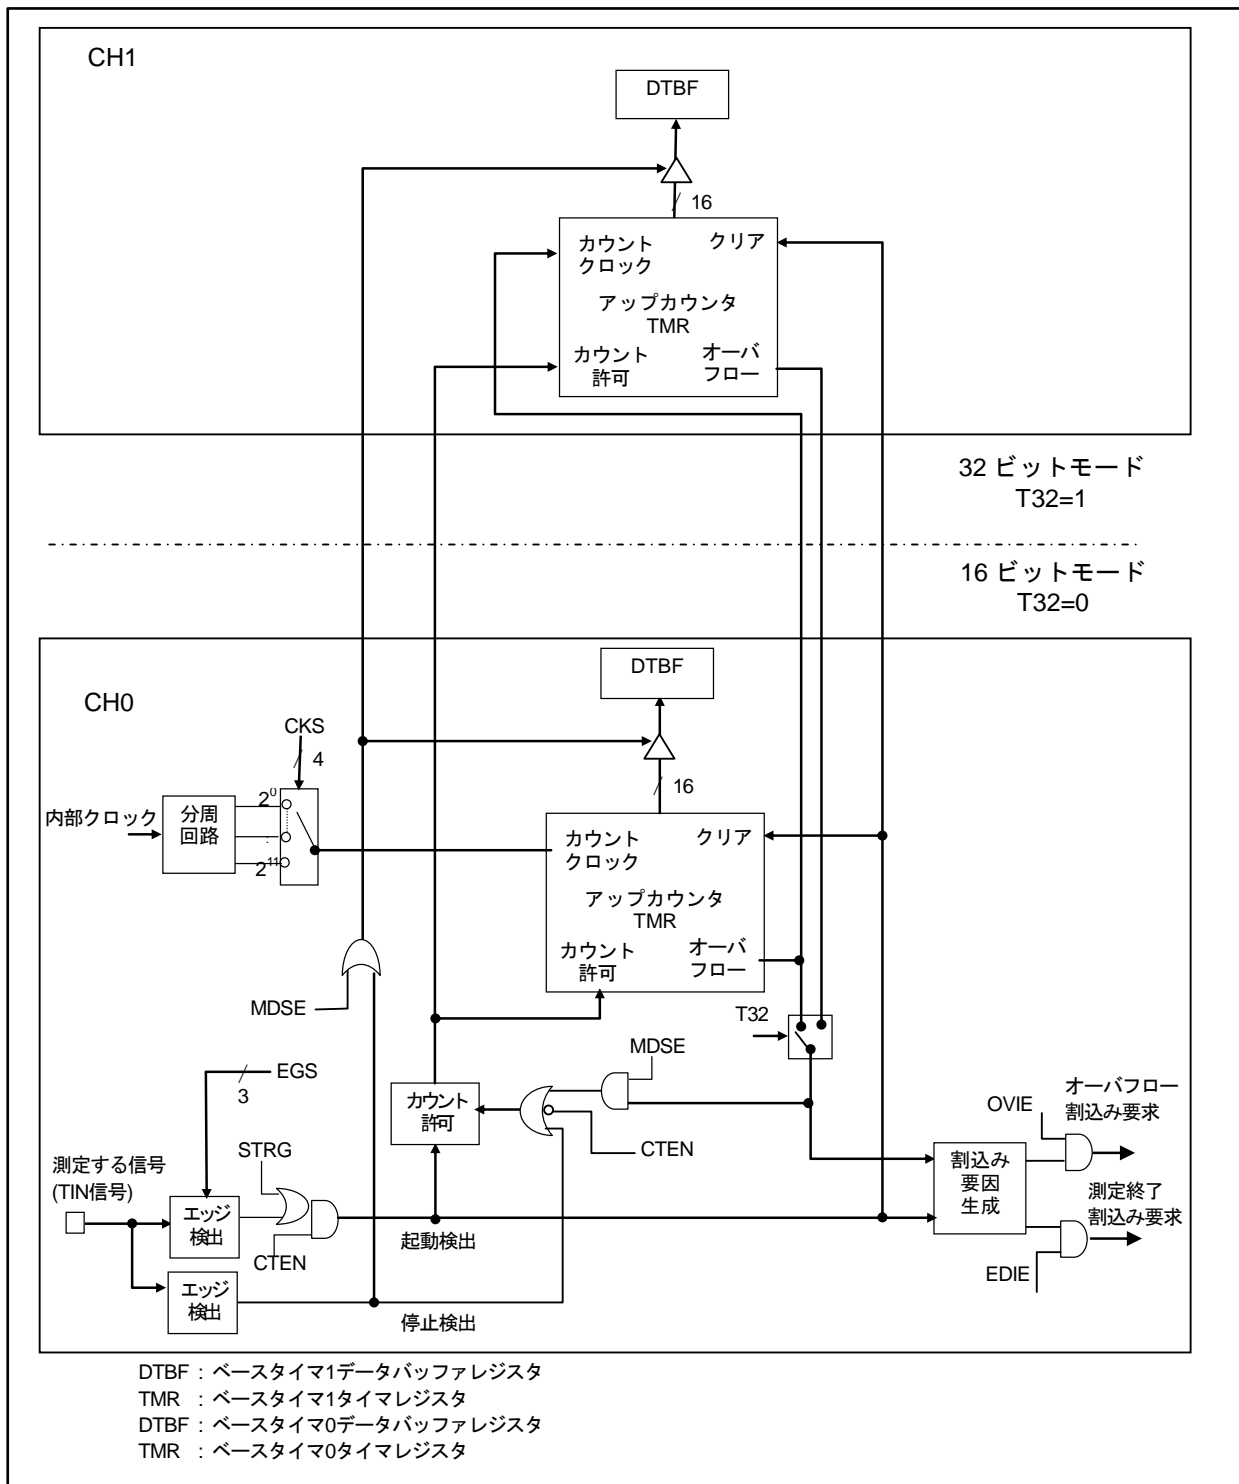 CH1
DTBF
16
カウント
クロック
クリア
アップカウンタ
TMR
カウント
許可
オーバ
フロー
32 ビットモード
T32=1
16 ビットモード
T32=0
CH0
DTBF
CKS
4
16
内部クロック
分周
回路
2^0
:
2^11
カウント
クロック
クリア
アップカウンタ
TMR
カウント
許可
オーバ
フロー
MDSE
T32
MDSE
EGS
3
カウント
許可
CTEN
OVIE
オーバフロー
割込み要求
STRG
測定する信号
(TIN信号)
エッジ
検出
CTEN
起動検出
割込み
要因
生成
測定終了
割込み要求
EDIE
エッジ
検出
停止検出
DTBF : ベースタイマ1データバッファレジスタ
TMR : ベースタイマ1タイマレジスタ
DTBF : ベースタイマ0データバッファレジスタ
TMR : ベースタイマ0タイマレジスタ